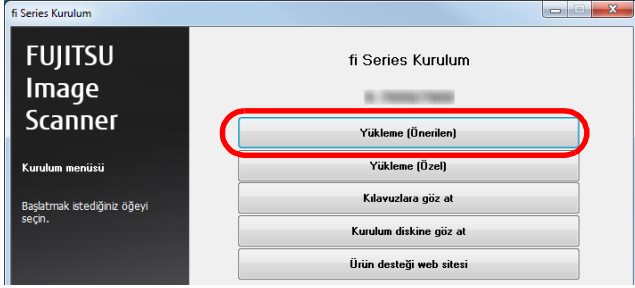 fi Series Kurulum
FUJITSU
Image
Scanner
Kurulum menüsü
Başlatmak istediğiniz öğeyi
seçin.
fi Series Kurulum
Yükleme (Önerilen)
Yükleme (Özel)
Kılavuzlara göz at
Kurulum diskine göz at
Ürün desteği web sitesi